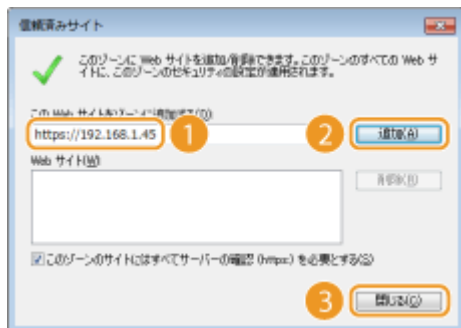 信頼済みサイト
このゾーンに Web サイトを追加/削除できます。このゾーンのすべての Web サ
イトに、このゾーンのセキュリティの設定が適用されます。
この Web サイトをゾーンに追加する(D)
https://192.168.1.45
1
2
追加(A)
Web サイト(W)
削除(R)
このゾーンのサイトにはすべてサーバーの確認 (https:) を必要とする(S)
3
閉じる(C)